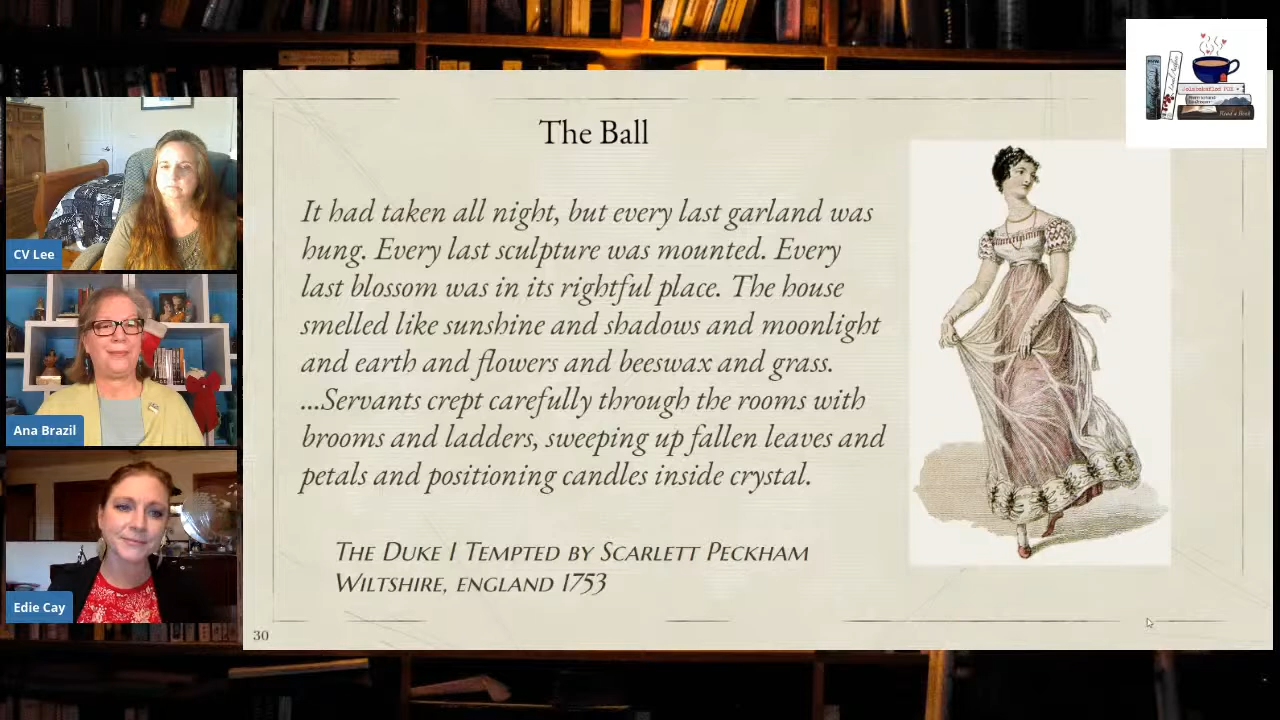 The Ball
It had taken all night, but every last garland was
hung. Every last sculpture was mounted. Every
last blossom was in its rightful place. The house
smelled like sunshine and shadows and moonlight
and earth and flowers and beeswax and grass.
...Servants crept carefully through the rooms with
brooms and ladders, sweeping up fallen leaves and
petals and positioning candles inside crystal.
The Duke I Tempted by Scarlett Peckham
Wiltshire, england 1753
30
CV Lee
Ana Brazil
Edie Cay
Read a Book